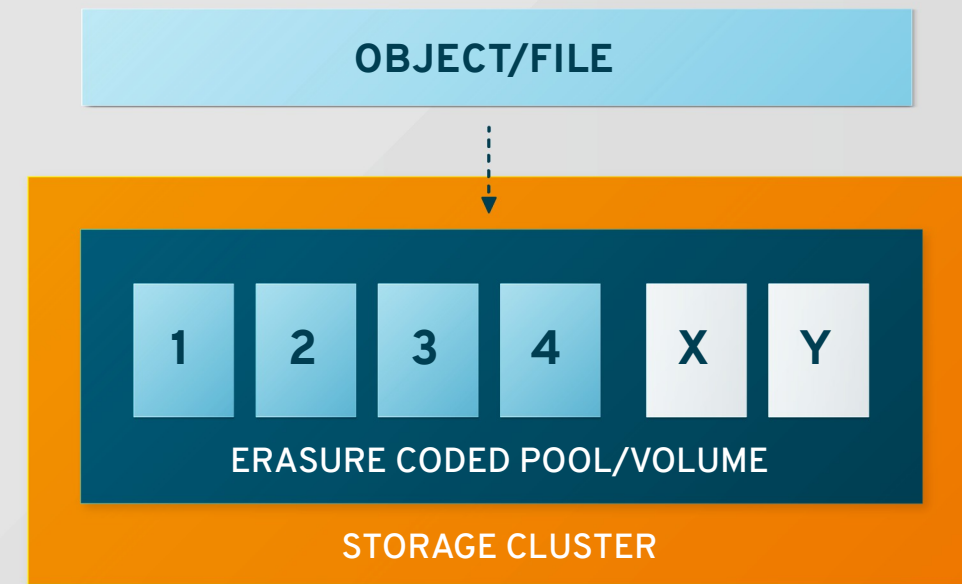 OBJECT/FILE
1 2 3 4 X Y
ERASURE CODED POOL/VOLUME
STORAGE CLUSTER